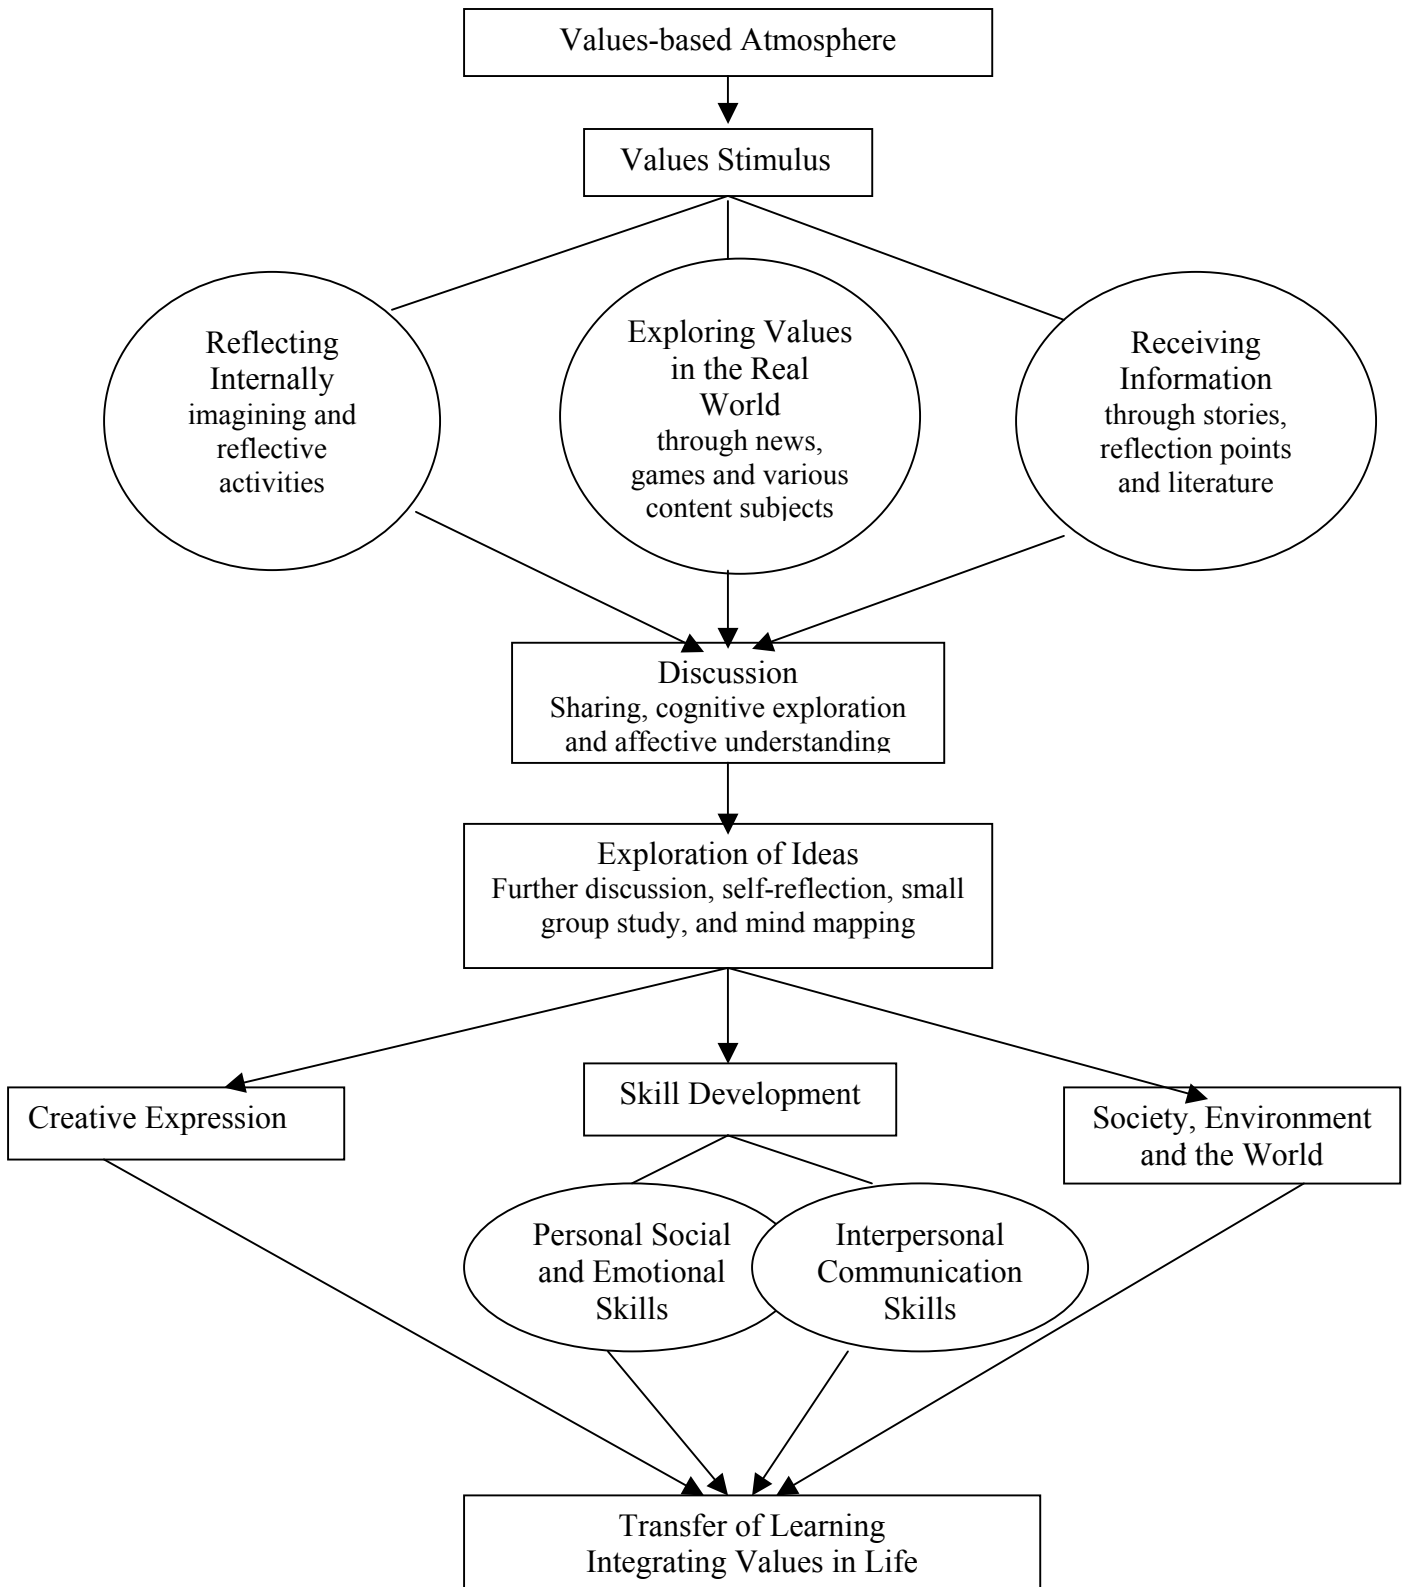 Values-based Atmosphere
Values Stimulus
Reflecting
Internally
imagining and
reflective
activities
Exploring Values
in the Real
World
through news,
games and various
content subjects
Receiving
Information
through stories,
reflection points
and literature
Discussion
Sharing, cognitive exploration
and affective understanding
Exploration of Ideas
Further discussion, self-reflection, small
group study, and mind mapping
Creative Expression
Skill Development
Society, Environment
and the World
Personal Social
and Emotional
Skills
Interpersonal
Communication
Skills
Transfer of Learning
Integrating Values in Life